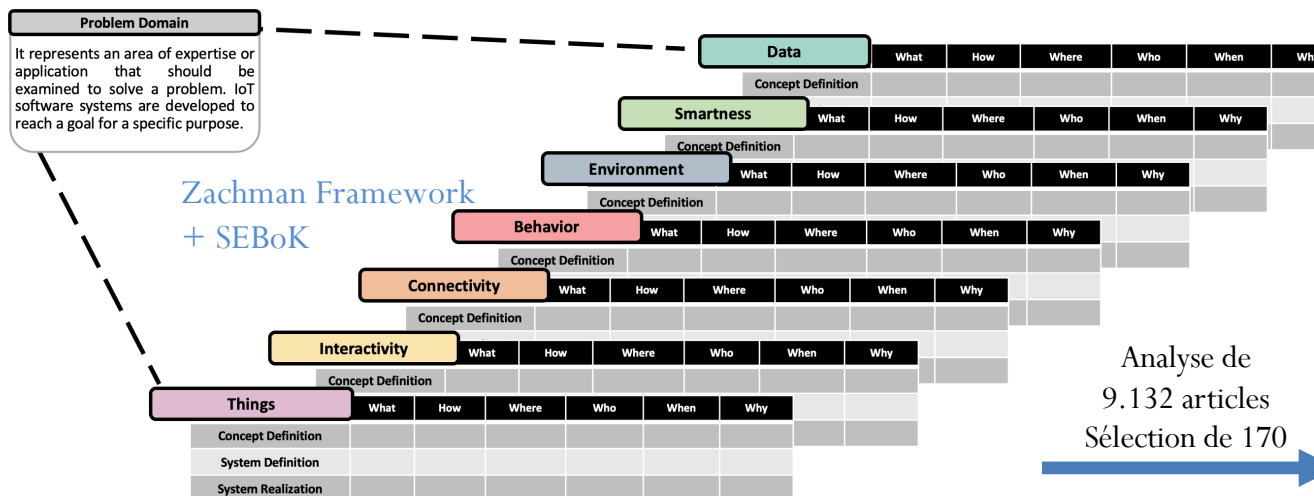 Problem Domain
It represents an area of expertise or
application that should be
examined to solve a problem. IoT
software systems are developed to
reach a goal for a specific purpose.
Zachman Framework
+ SEBoK
Data What How Where Who When
Concept Definition
Smartness What How Where Who When Why
Concept Definition
Environment What How Where Who When Why
Concept Definition
Behavior What How Where Who When Why
Concept Definition
Connectivity What How Where Who When Why
Concept Definition
Interactivity What How Where Who When Why
Concept Definition
Things What How Where Who When Why
Concept Definition
System Definition
System Realization
Analyse de
9.132 articles
Sélection de 170